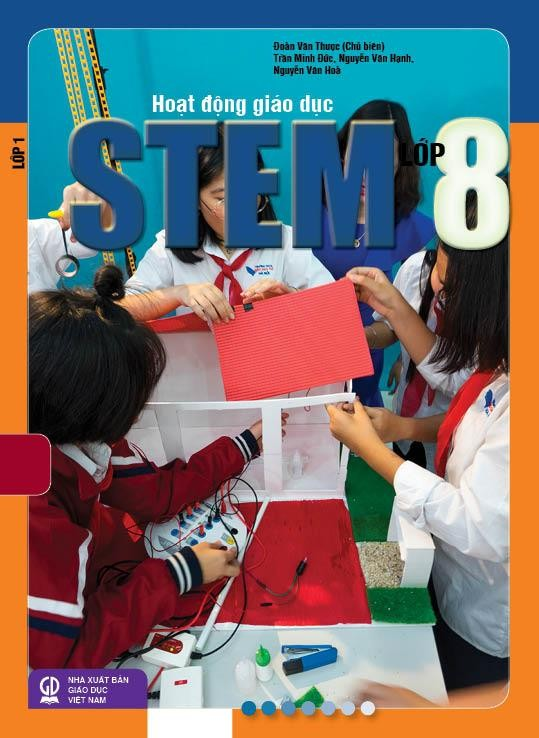 Đoàn Văn Thược (Chủ biên)
Trần Minh Đức, Nguyễn Văn Hạnh,
Nguyễn Văn Hoà
Hoạt động giáo dục
STEM LỚP 8
LỚP 1
NHÀ XUẤT BẢN
GIÁO DỤC
VIỆT NAM